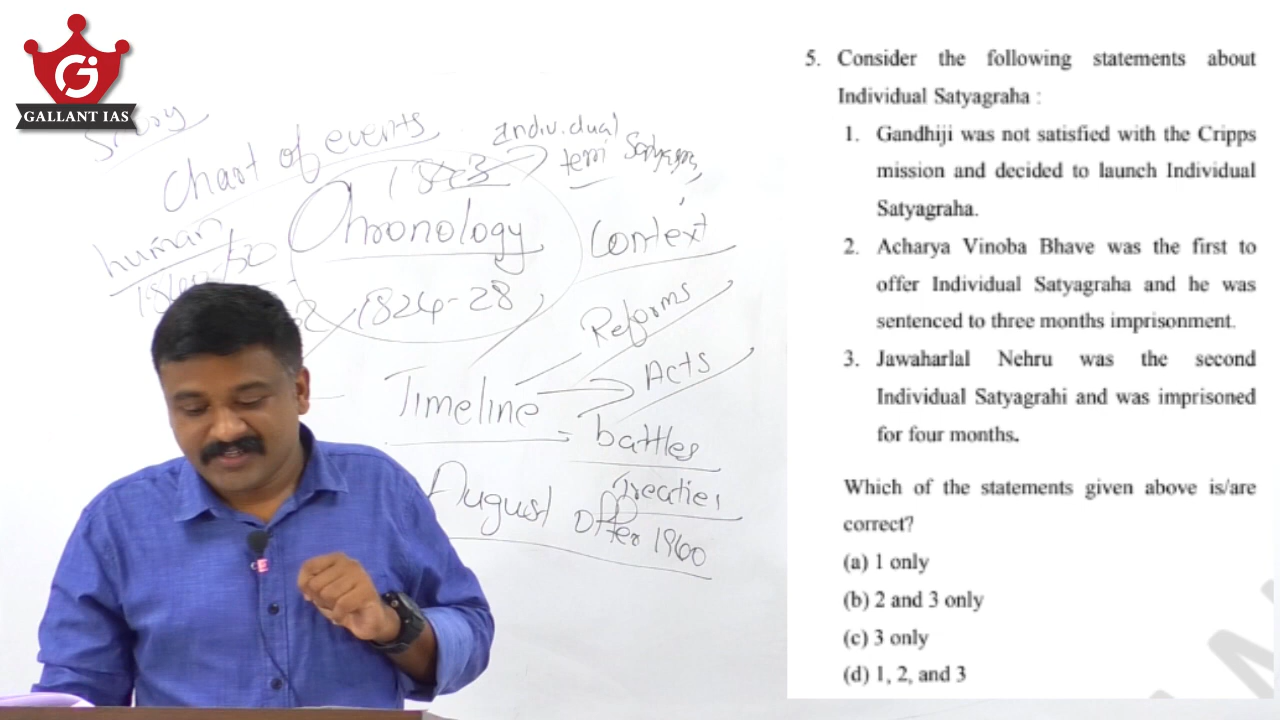 GALLANT IAS
Chart of events
Individual
Satyagraha
Chronology
Context
human
1824-28
Reforms
Timeline
Acts
battles
Treaties
August offer 1960
5. Consider the following statements about
Individual Satyagraha :
1. Gandhiji was not satisfied with the Cripps
mission and decided to launch Individual
Satyagraha.
2. Acharya Vinoba Bhave was the first to
offer Individual Satyagraha and he was
sentenced to three months imprisonment.
3. Jawaharlal Nehru was the second
Individual Satyagrahi and was imprisoned
for four months.
Which of the statements given above is/are
correct?
(a) 1 only
(b) 2 and 3 only
(c) 3 only
(d) 1, 2, and 3